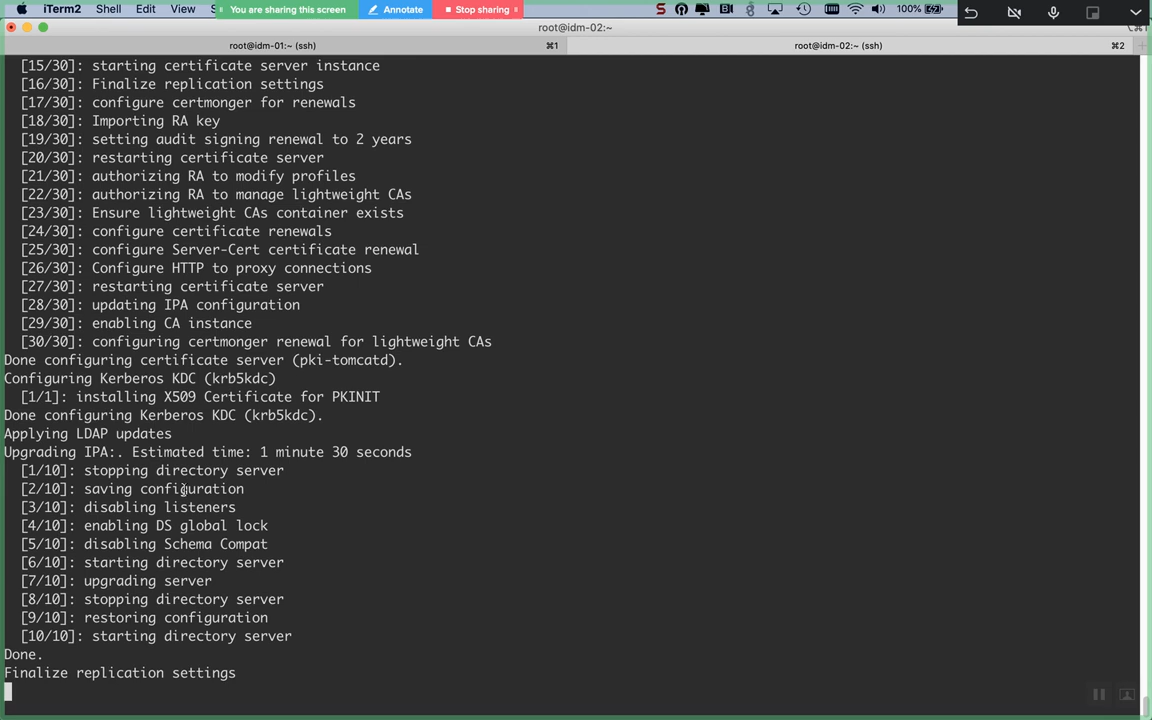 iTerm2 Shell Edit View S You are sharing this screen Annotate Stop sharing 100%
root@idm-02:~
root@idm-01:~ (ssh) ⌘1 root@idm-02:~ (ssh) ⌘2
[15/30]: starting certificate server instance
[16/30]: Finalize replication settings
[17/30]: configure certmonger for renewals
[18/30]: Importing RA key
[19/30]: setting audit signing renewal to 2 years
[20/30]: restarting certificate server
[21/30]: authorizing RA to modify profiles
[22/30]: authorizing RA to manage lightweight CAs
[23/30]: Ensure lightweight CAs container exists
[24/30]: configure certificate renewals
[25/30]: configure Server-Cert certificate renewal
[26/30]: Configure HTTP to proxy connections
[27/30]: restarting certificate server
[28/30]: updating IPA configuration
[29/30]: enabling CA instance
[30/30]: configuring certmonger renewal for lightweight CAs
Done configuring certificate server (pki-tomcatd).
Configuring Kerberos KDC (krb5kdc)
[1/1]: installing X509 Certificate for PKINIT
Done configuring Kerberos KDC (krb5kdc).
Applying LDAP updates
Upgrading IPA:. Estimated time: 1 minute 30 seconds
[1/10]: stopping directory server
[2/10]: saving configuration
[3/10]: disabling listeners
[4/10]: enabling DS global lock
[5/10]: disabling Schema Compat
[6/10]: starting directory server
[7/10]: upgrading server
[8/10]: stopping directory server
[9/10]: restoring configuration
[10/10]: starting directory server
Done.
Finalize replication settings